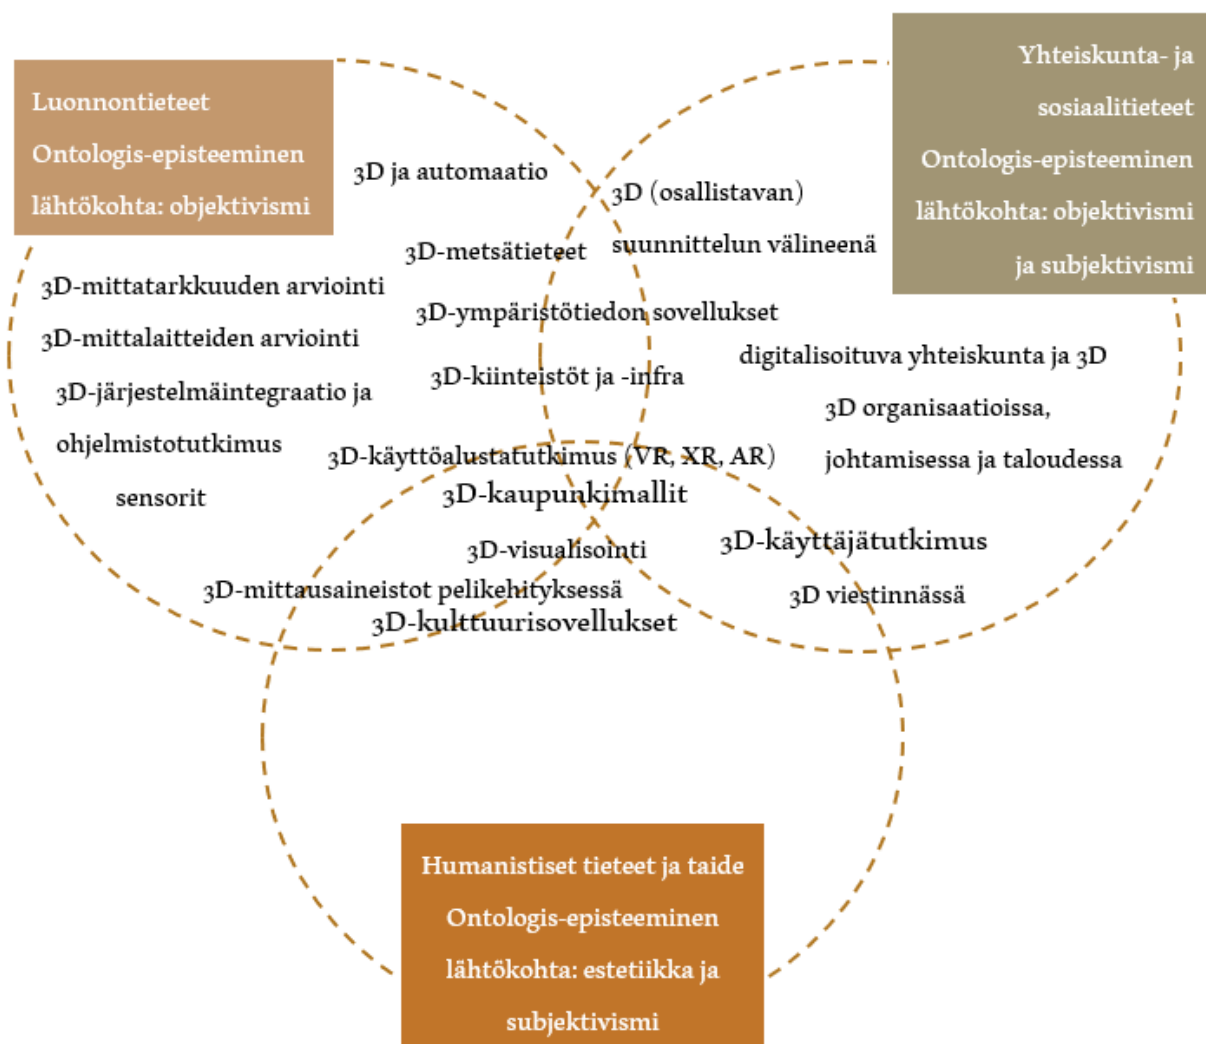 Luonnontieteet
Ontologis-episteeminen
lähtökohta: objektivismi
Yhteiskunta- ja
sosiaalitieteet
Ontologis-episteeminen
lähtökohta: objektivismi
ja subjektivismi
3D ja automaatio
3D (osallistavan)
suunnittelun välineenä
3D-metsätieteet
3D-mittatarkkuuden arviointi
3D-ympäristötiedon sovellukset
3D-mittalaitteiden arviointi
digitalisoituva yhteiskunta ja 3D
3D-kiinteistöt ja -infra
3D-järjestelmäintegraatio ja
ohjelmistotutkimus
3D organisaatioissa,
johtamisessa ja taloudessa
3D-käyttöalustatutkimus (VR, XR, AR)
sensorit
3D-kaupunkimallit
3D-visualisointi
3D-käyttäjätutkimus
3D-mittausaineistot pelikehityksessä
3D viestinnässä
3D-kulttuurisovellukset
Humanistiset tieteet ja taide
Ontologis-episteeminen
lähtökohta: estetiikka ja
subjektivismi